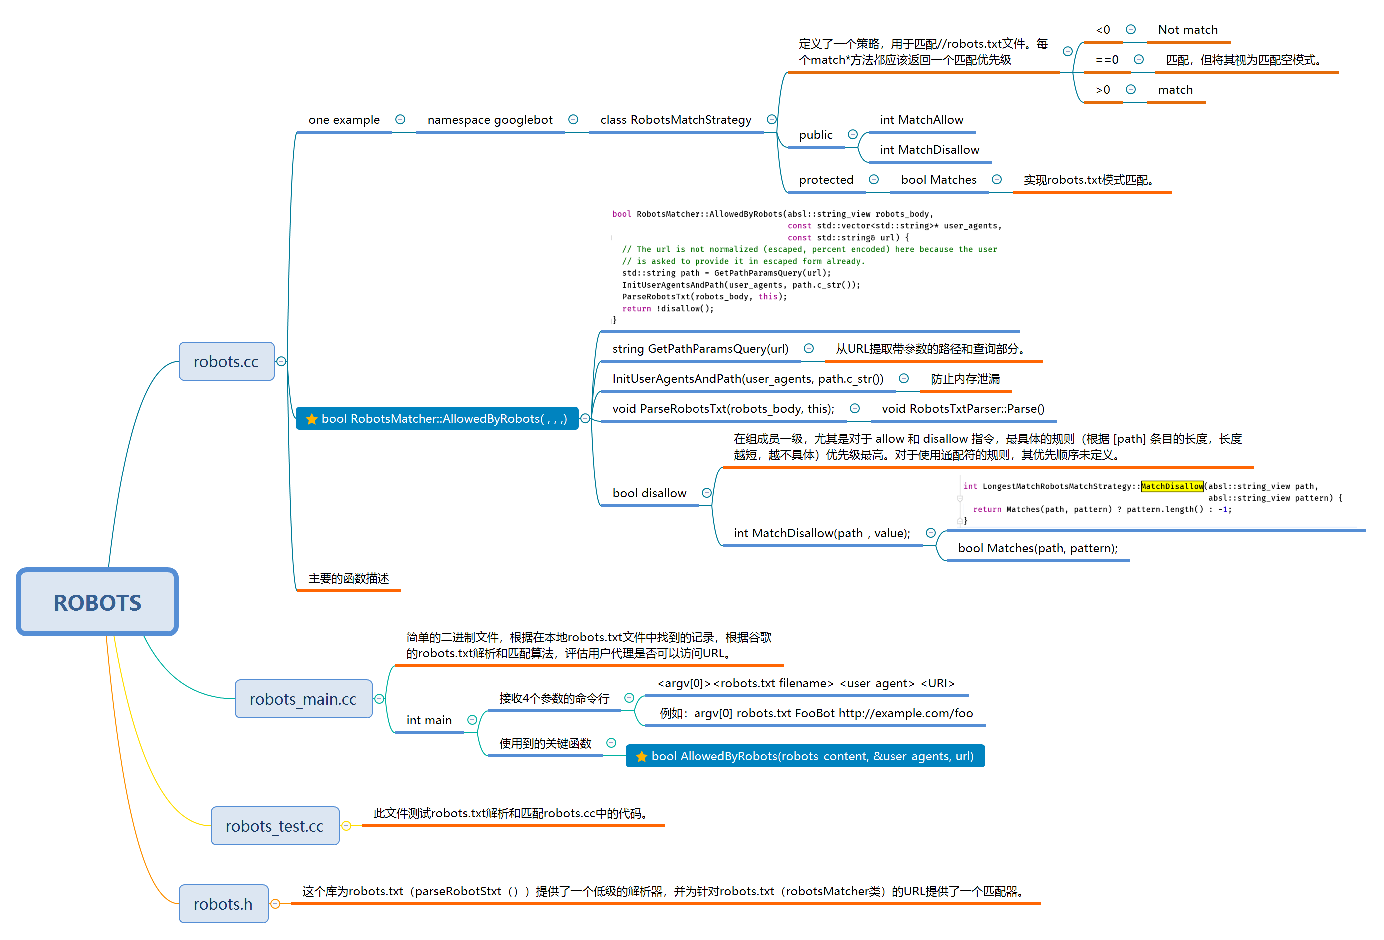 ROBOTS
robots.cc
one example
namespace googlebot
class RobotsMatchStrategy
定义了一个策略，用于匹配//robots.txt文件。每
个match*方法都应该返回一个匹配优先级
<0
Not match
==0
匹配，但将其视为匹配空模式。
>0
match
public
int MatchAllow
int MatchDisallow
protected
bool Matches
实现robots.txt模式匹配。
bool RobotsMatcher::AllowedByRobots( , , ,)
bool RobotsMatcher::AllowedByRobots(absl::string_view robots_body,
const std::vector<std::string>* user_agents,
const std::string& url) {
// The url is not normalized (escaped, percent encoded) here because the user
// is asked to provide it in escaped form already.
std::string path = GetPathParamsQuery(url);
InitUserAgentsAndPath(user_agents, path.c_str());
ParseRobotsTxt(robots_body, this);
return !disallow();
}
string GetPathParamsQuery(url)
从URL提取带参数的路径和查询部分。
InitUserAgentsAndPath(user_agents, path.c_str())
防止内存泄漏
void ParseRobotsTxt(robots_body, this);
void RobotsTxtParser::Parse()
bool disallow
在组成员一级，尤其是对于 allow 和 disallow 指令，最具体的规则（根据 [path] 条目的长度，长度
越短，越不具体）优先级最高。对于使用通配符的规则，其优先顺序未定义。
int MatchDisallow(path , value);
int LongestMatchRobotsMatchStrategy::MatchDisallow(absl::string_view path,
absl::string_view pattern) {
return Matches(path, pattern) ? pattern.length() : -1;
}
bool Matches(path, pattern);
主要的函数描述
robots_main.cc
简单的二进制文件，根据在本地robots.txt文件中找到的记录，根据谷歌
的robots.txt解析和匹配算法，评估用户代理是否可以访问URL。
int main
接收4个参数的命令行
<argv[0]><robots.txt filename> <user agent> <URI>
例如：argv[0] robots.txt FooBot http://example.com/foo
使用到的关键函数
bool AllowedByRobots(robots content, &user agents, url)
robots_test.cc
此文件测试robots.txt解析和匹配robots.cc中的代码。
robots.h
这个库为robots.txt（parseRobotStxt（））提供了一个低级的解析器，并为针对robots.txt（robotsMatcher类）的URL提供了一个匹配器。